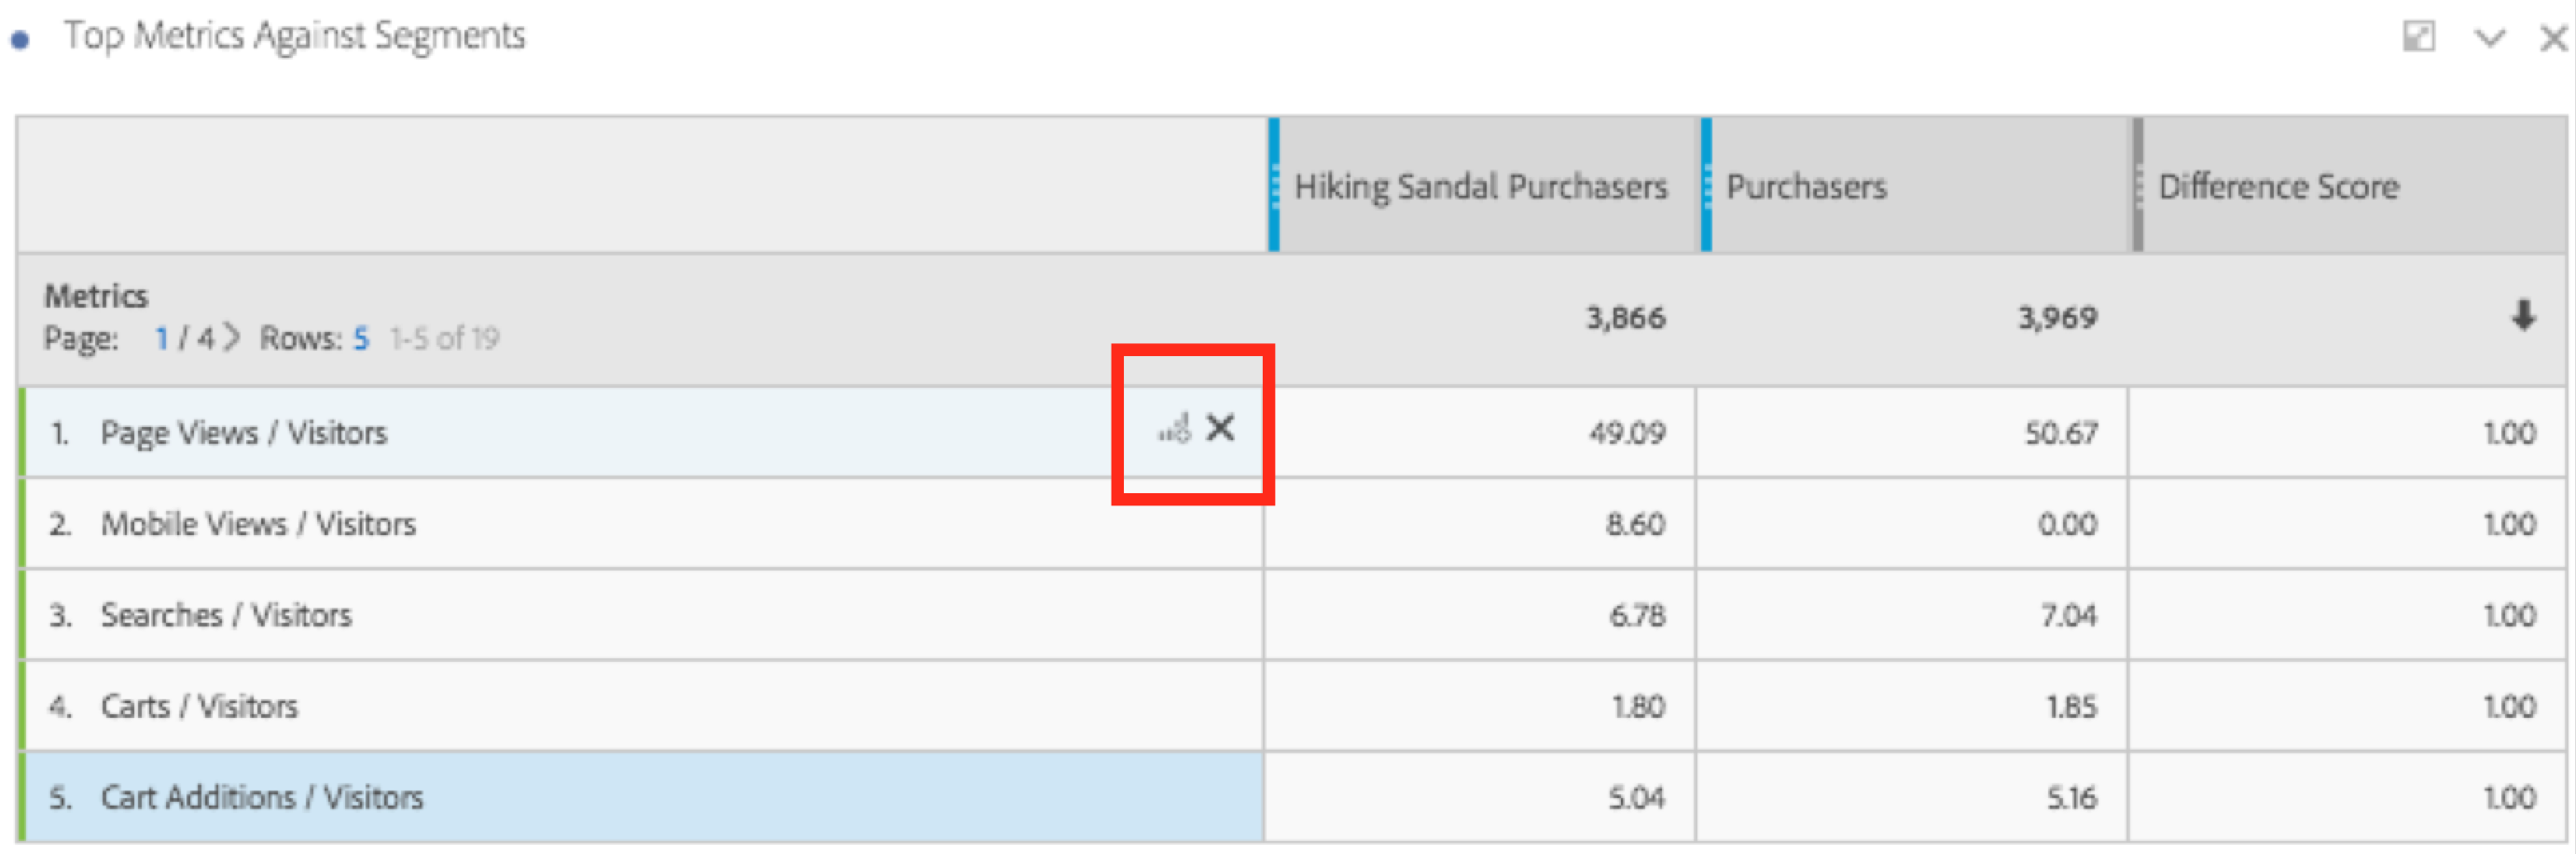 Top Metrics Against Segments
Hiking Sandal Purchasers Purchasers Difference Score
Metrics
Page: 1 / 4 Rows: 5 1-5 of 19 3,866 3,969
1. Page Views / Visitors 49.09 50.67 1.00
2. Mobile Views / Visitors 8.60 0.00 1.00
3. Searches / Visitors 6.78 7.04 1.00
4. Carts / Visitors 1.80 1.85 1.00
5. Cart Additions / Visitors 5.04 5.16 1.00